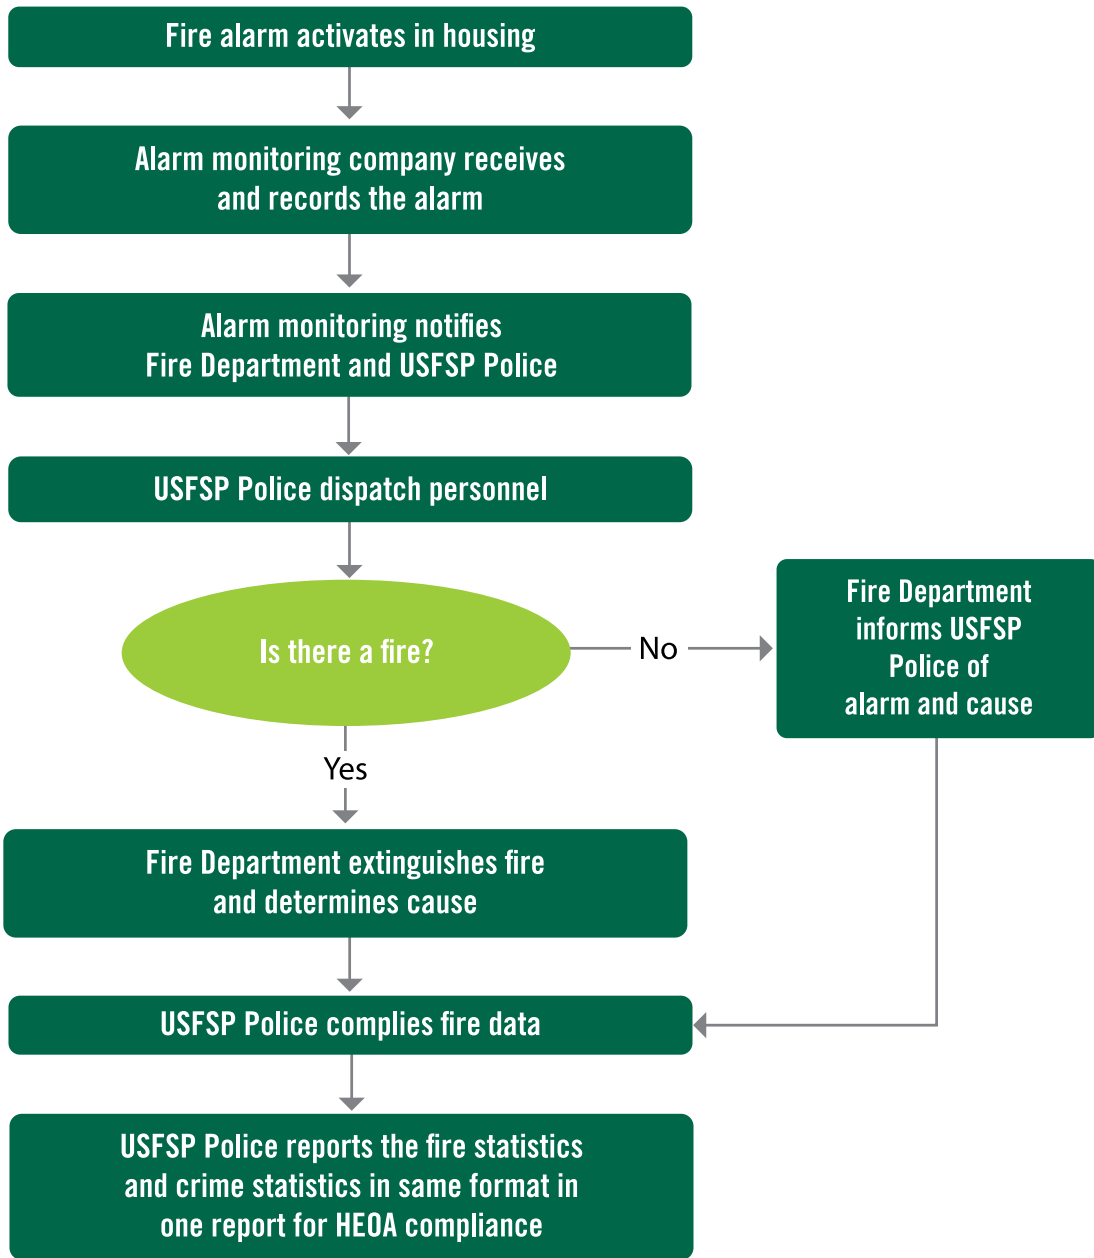 Fire alarm activates in housing
Alarm monitoring company receives
and records the alarm
Alarm monitoring notifies
Fire Department and USFSP Police
USFSP Police dispatch personnel
Is there a fire?
No
Fire Department
informs USFSP
Police of
alarm and cause
Yes
Fire Department extinguishes fire
and determines cause
USFSP Police complies fire data
USFSP Police reports the fire statistics
and crime statistics in same format in
one report for HEOA compliance